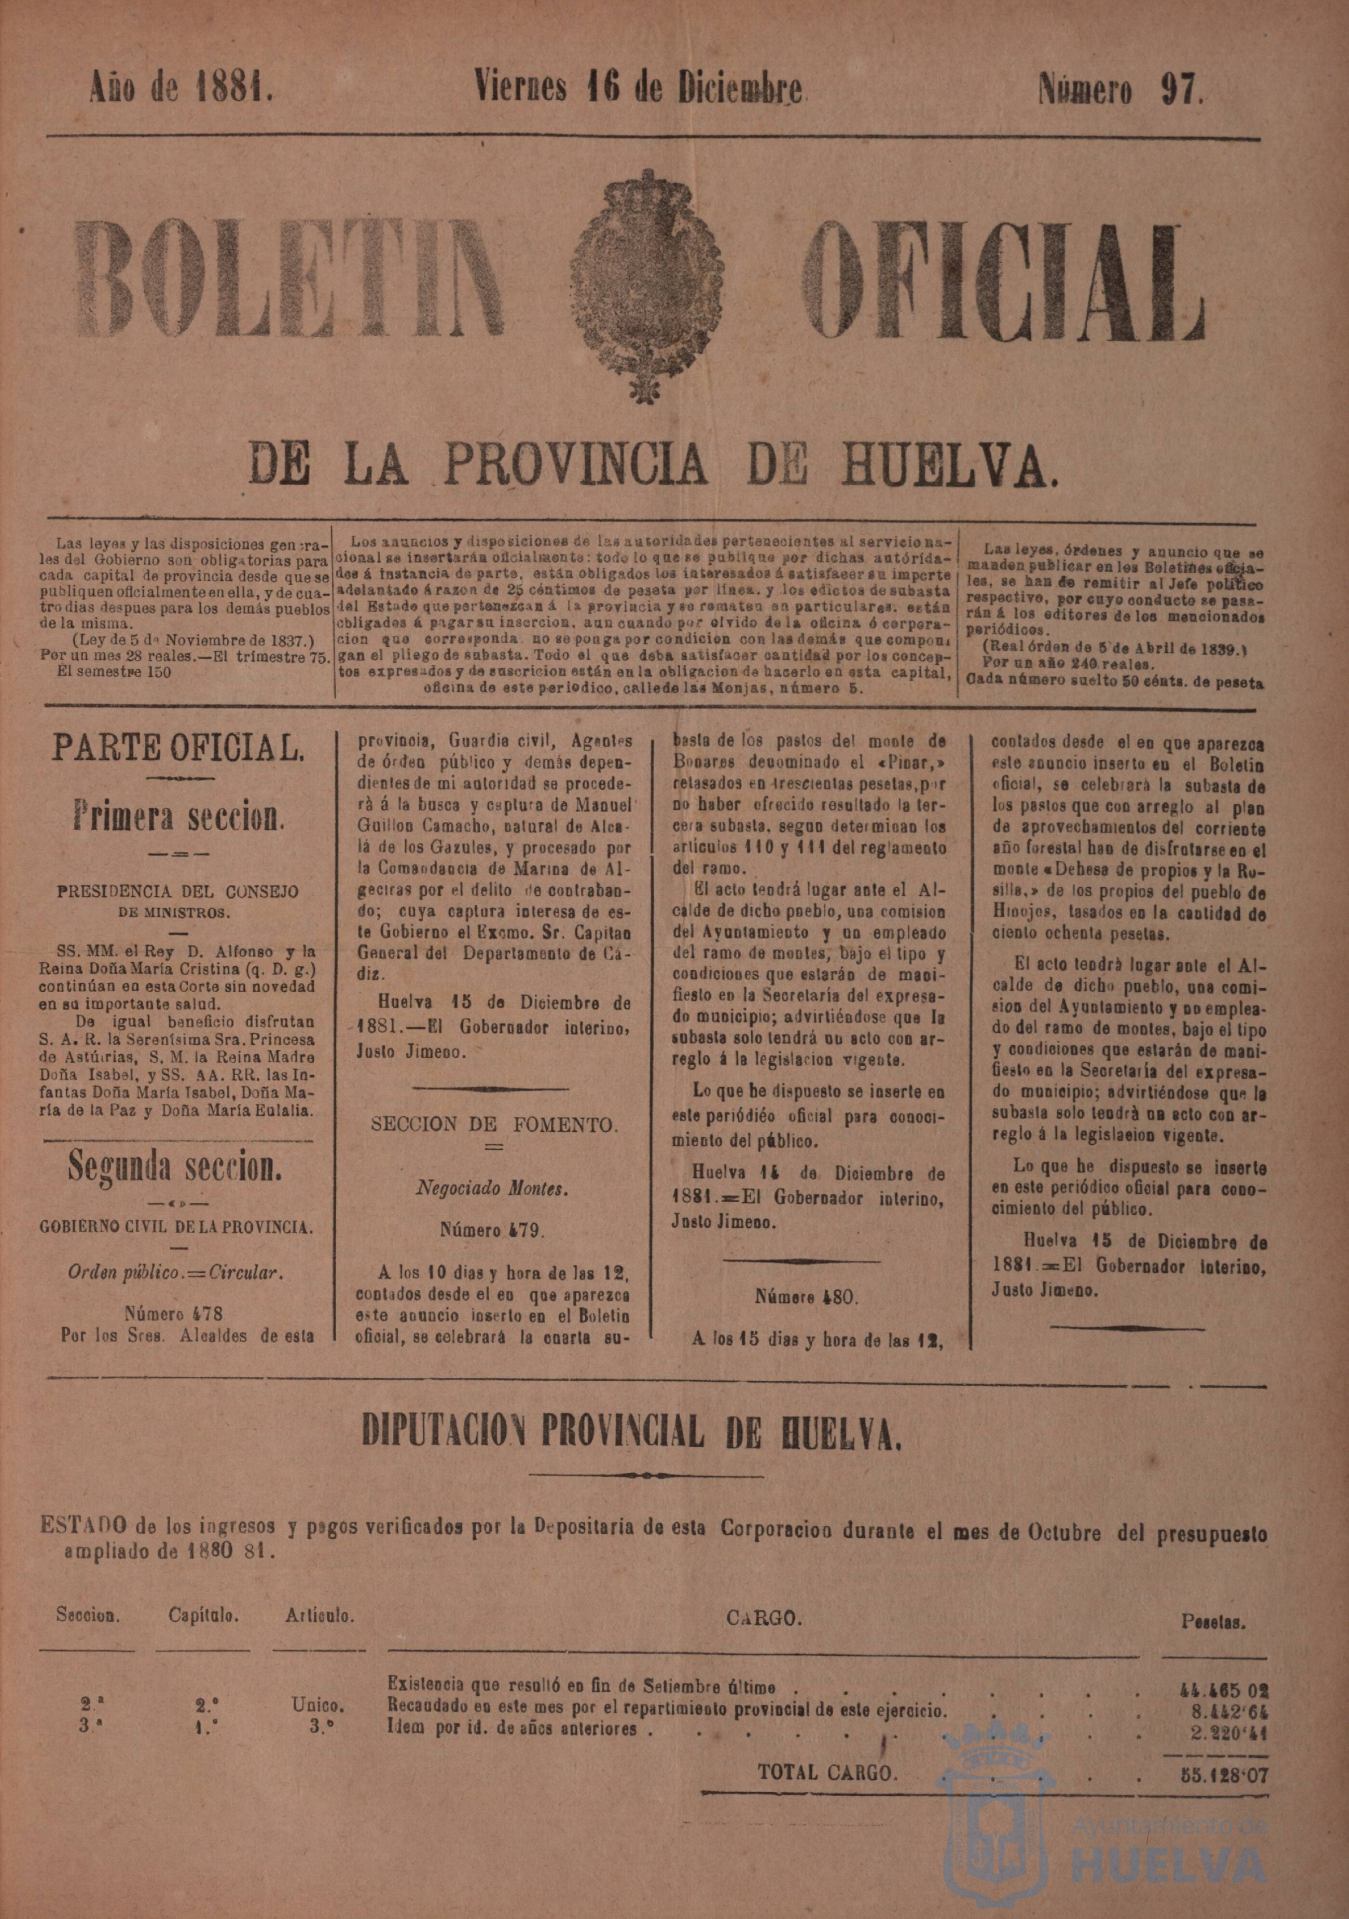 Año de 1881.
Viernes 16 de Diciembre.
Número 97.
BOLETIN OFICIAL
DE LA PROVINCIA DE HUELVA.
Las leyes y las disposiciones genera-
les del Gobierno son obligatorias para
cada capital de provincia desde que se
publiquen oficialmente en ella, y de cua-
tro dias despues para los demás pueblos
de la misma.
(Ley de 5 de Noviembre de 1837.)
Por un mes 28 reales.—El trimestre 75.
El semestre 150
Los anuncios y disposiciones de las autoridades pertenecientes al servicio na-
cional se insertarán oficialmente: todo lo que se publique por dichas autórida-
des á instancia de parte, están obligados los interesados á satisfacer su importe
adelantado á razon de 25 céntimos de peseta por línea. y los edictos de subasta
del Estado que pertenezcan á la provincia y se rematen en particulares. están
obligados á pagar su insercion, aun cuando por olvido de la oficina ó corpora-
cion que corresponda no se ponga por condicion con las demás que compon-
gan el pliego de subasta. Todo el que deba satisfacer cantidad por los concep-
tos expresados y de suscricion están en la obligacion de hacerlo en esta capital,
oficina de este periodico, calle de las Monjas, número 5.
Las leyes, órdenes y anuncio que se
manden publicar en los Boletines oficia-
les, se han de remitir al Jefe político
respectivo, por cuyo conducto se pasa-
rán á los editores de los mencionados
periódicos.
(Real órden de 5 de Abril de 1839.)
Por un año 240 reales.
Cada número suelto 50 cénts. de peseta
PARTE OFICIAL.
Primera seccion.
PRESIDENCIA DEL CONSEJO
DE MINISTROS.
SS. MM. el Rey D. Alfonso y la
Reina Doña María Cristina (q. D. g.)
continúan en esta Corte sin novedad
en su importante salud.
De igual beneficio disfrutan
S. A. R. la Serenísima Sra. Princesa
de Astúrias, S. M. la Reina Madre
Doña Isabel, y SS. AA. RR. las In-
fantas Doña María Isabel, Doña Ma-
ría de la Paz y Doña María Eulalia.
Segunda seccion.
GOBIERNO CIVIL DE LA PROVINCIA.
Orden público.=Circular.
Número 478
Por los Sres. Alcaldes de esta
provincia, Guardia civil, Agentes
de órden público y demás depen-
dientes de mi autoridad se procede-
rá á la busca y captura de Manuel
Guillon Camacho, natural de Alca-
lá de los Gazules, y procesado por
la Comandancia de Marina de Al-
geciras por el delito de contraban-
do; cuya captura interesa de es-
te Gobierno el Excmo. Sr. Capitan
General del Departamento de Cá-
diz.
Huelva 15 de Diciembre de
1881.—El Gobernador interino,
Justo Jimeno.
SECCION DE FOMENTO.
Negociado Montes.
Número 479.
A los 10 dias y hora de las 12,
contados desde el en que aparezca
este anuncio inserto en el Boletin
oficial, se celebrará la cuarta su-
basta de los pastos del monte de
Bonares denominado el «Pinar,»
retasados en trescientas pesetas, por
no haber ofrecido resultado la ter-
cera subasta, segun determinan los
artículos 110 y 111 del reglamento
del ramo.
El acto tendrá lugar ante el Al-
calde de dicho pueblo, una comision
del Ayuntamiento y un empleado
del ramo de montes, bajo el tipo y
condiciones que estarán de mani-
fiesto en la Secretaría del expresa-
do municipio; advirtiéndose que la
subasta solo tendrá un acto con ar-
reglo á la legislacion vigente.
Lo que he dispuesto se inserte en
este periódiéo oficial para conoci-
miento del público.
Huelva 14 de Diciembre de
1881.=El Gobernador interino,
Justo Jimeno.
Número 480.
A los 15 dias y hora de las 12,
contados desde el en que aparezca
este anuncio inserto en el Boletin
oficial, se celebrará la subasta de
los pastos que con arreglo al plan
de aprovechamientos del corriente
año forestal han de disfrutarse en el
monte «Dehesa de propios y la Ru-
silla,» de los propios del pueblo de
Hinojos, tasados en la cantidad de
ciento ochenta pesetas.
El acto tendrá lugar ante el Al-
calde de dicho pueblo, una comi-
sion del Ayuntamiento y un emplea-
do del ramo de montes, bajo el tipo
y condiciones que estarán de mani-
fiesto en la Secretaría del expresa-
do municipio; advirtiéndose que la
subasta solo tendrá un acto con ar-
reglo á la legislacion vigente.
Lo que he dispuesto se inserte
en este periódico oficial para cono-
cimiento del público.
Huelva 15 de Diciembre de
1881.=El Gobernador interino,
Justo Jimeno.
DIPUTACION PROVINCIAL DE HUELVA.
ESTADO de los ingresos y pagos verificados por la Depositaria de esta Corporacion durante el mes de Octubre del presupuesto
ampliado de 1880 81.
Seccion. Capítulo. Artículo. CARGO. Pesetas.
Existencia que resultó en fin de Setiembre último . . . . . . . . 44.465 02
2.ª 2.º Unico. Recaudado en este mes por el repartimiento provincial de este ejercicio. . . . . 8.442'64
3.ª 1.º 3.º Idem por id. de años anteriores . . . . . . . . . . . 2.220'41
TOTAL CARGO. . . . . . 55.128'07
Ayuntamiento de
HUELVA